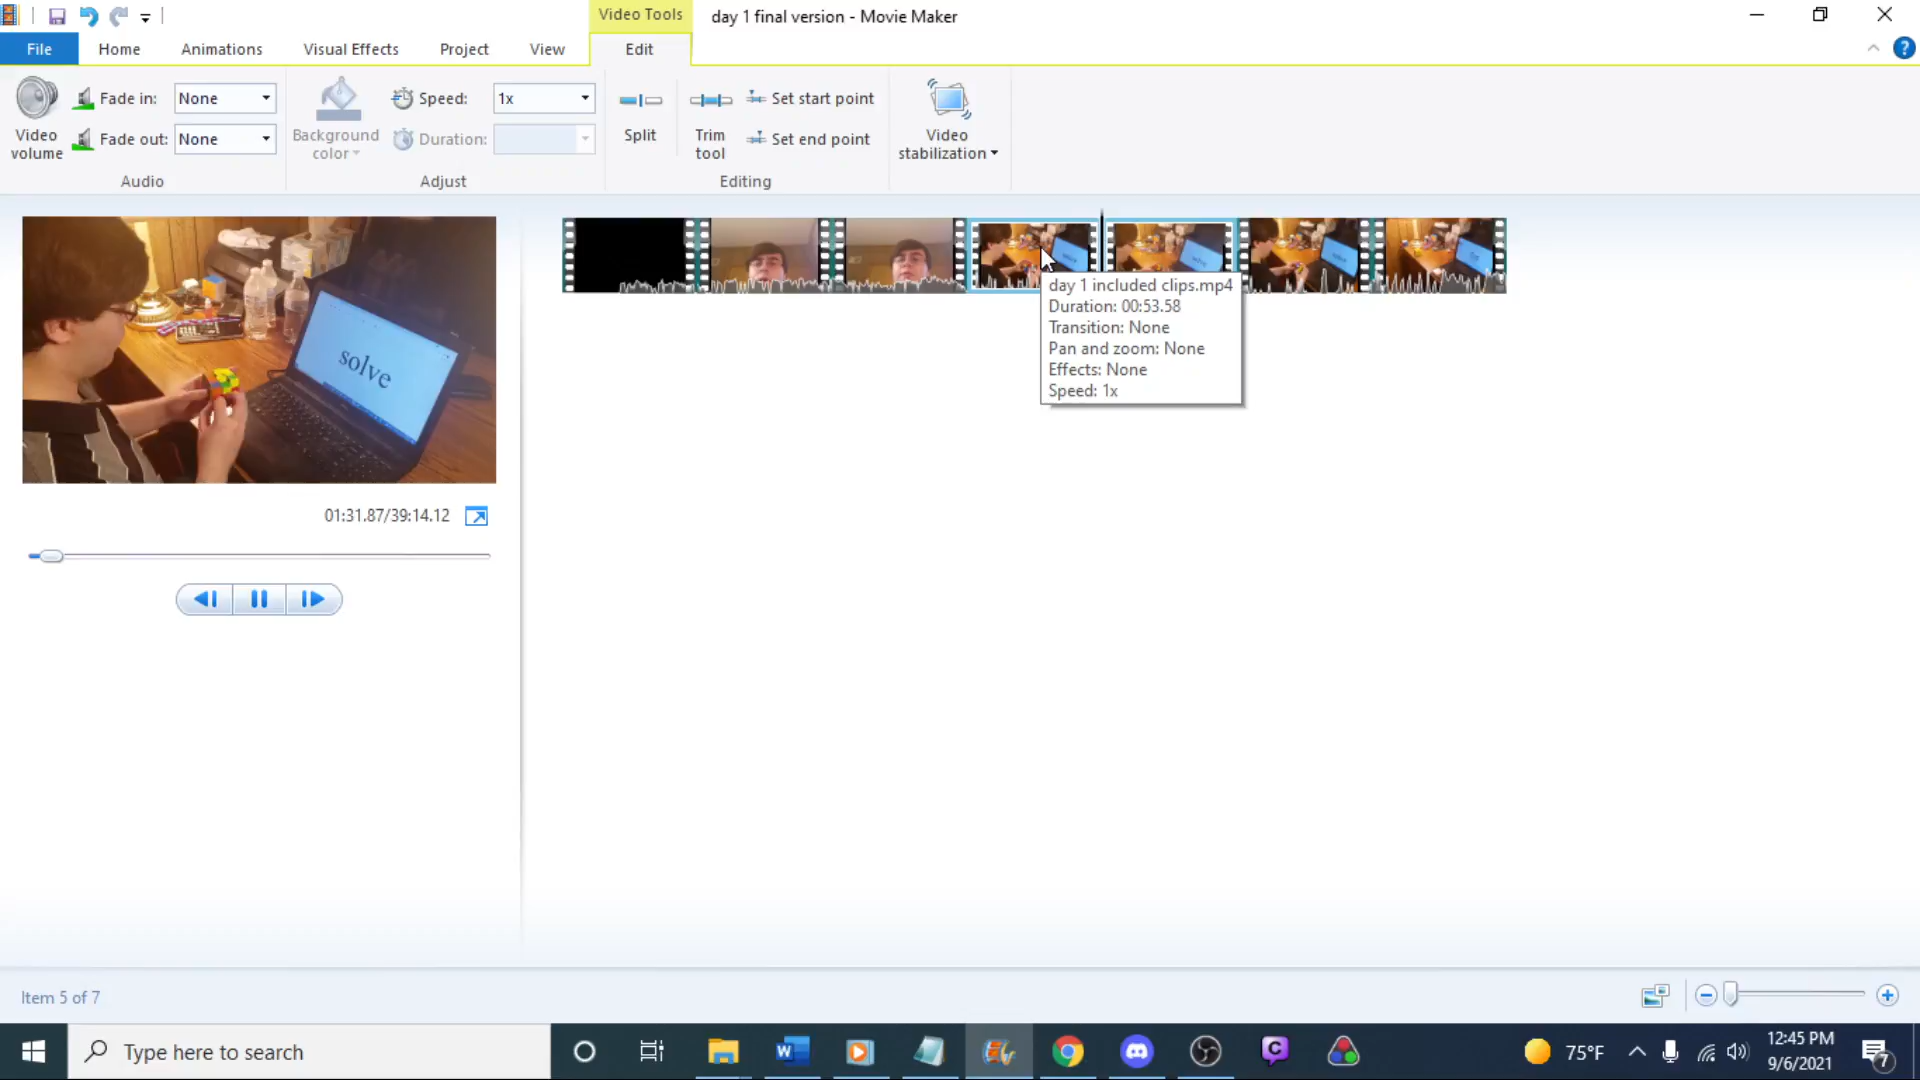 Video Tools
day 1 final version - Movie Maker
File
Home
Animations
Visual Effects
Project
View
Edit
Video
volume
Fade in:
None
Fade out:
None
Audio
Background
color
Speed:
1x
Duration:
Adjust
Split
Trim
tool
Set start point
Set end point
Editing
Video
stabilization
solve
01:31.87/39:14.12
day 1 included clips.mp4
Duration: 00:53.58
Transition: None
Pan and zoom: None
Effects: None
Speed: 1x
Item 5 of 7
Type here to search
75°F
12:45 PM
9/6/2021
7